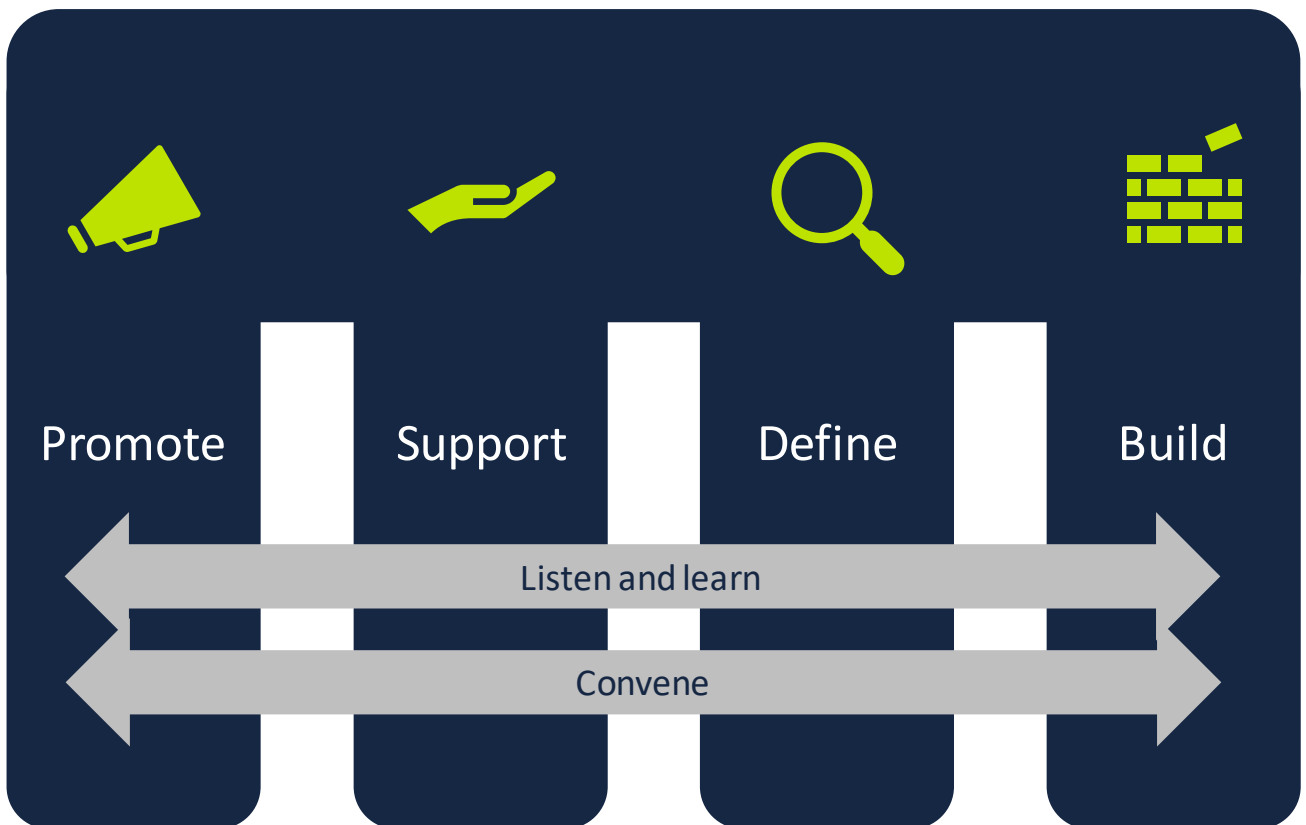 Promote
Support
Define
Build
Listen and learn
Convene